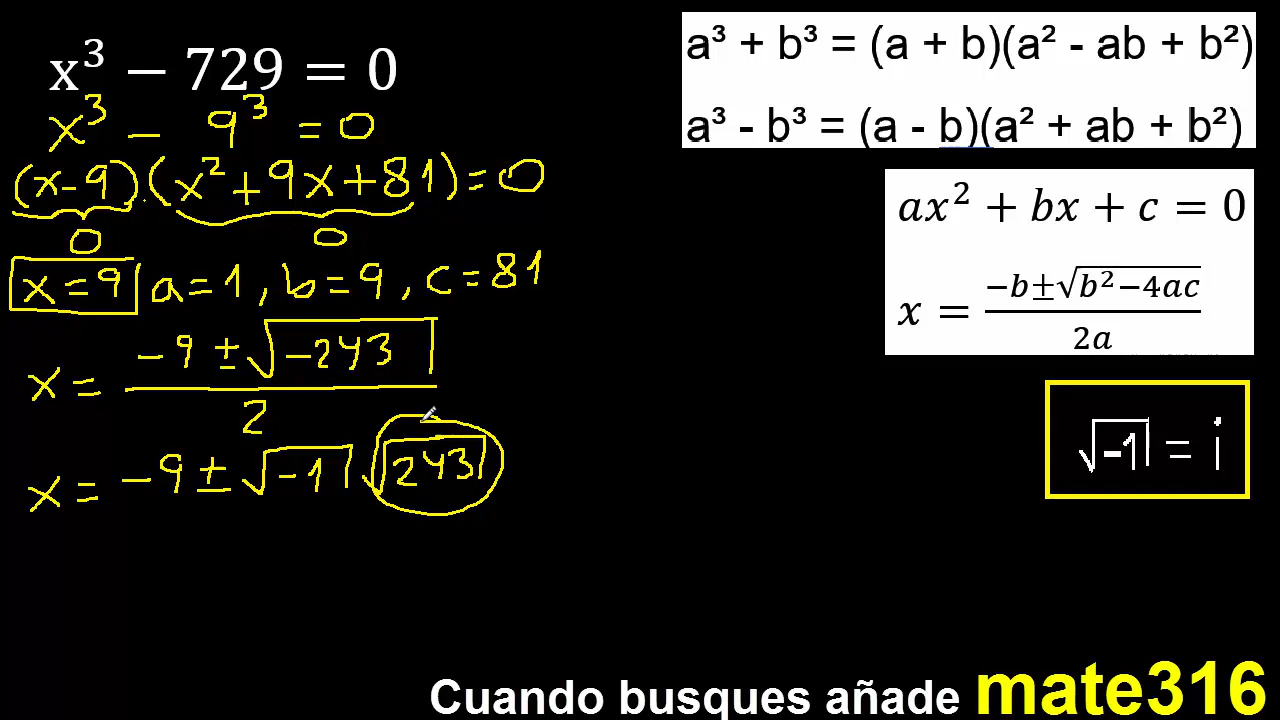 x³ − 729 = 0
x³ − 9³ = 0
(x-9).(x²+9x+81)=0
0 0
x=9 a=1, b=9, c=81
x = (-9 ± √-243) / 2
x = -9 ± √-1 √243
a³ + b³ = (a + b)(a² - ab + b²)
a³ - b³ = (a - b)(a² + ab + b²)
ax² + bx + c = 0
x = (−b±√b²−4ac) / 2a
√-1 = i
Cuando busques añade mate316